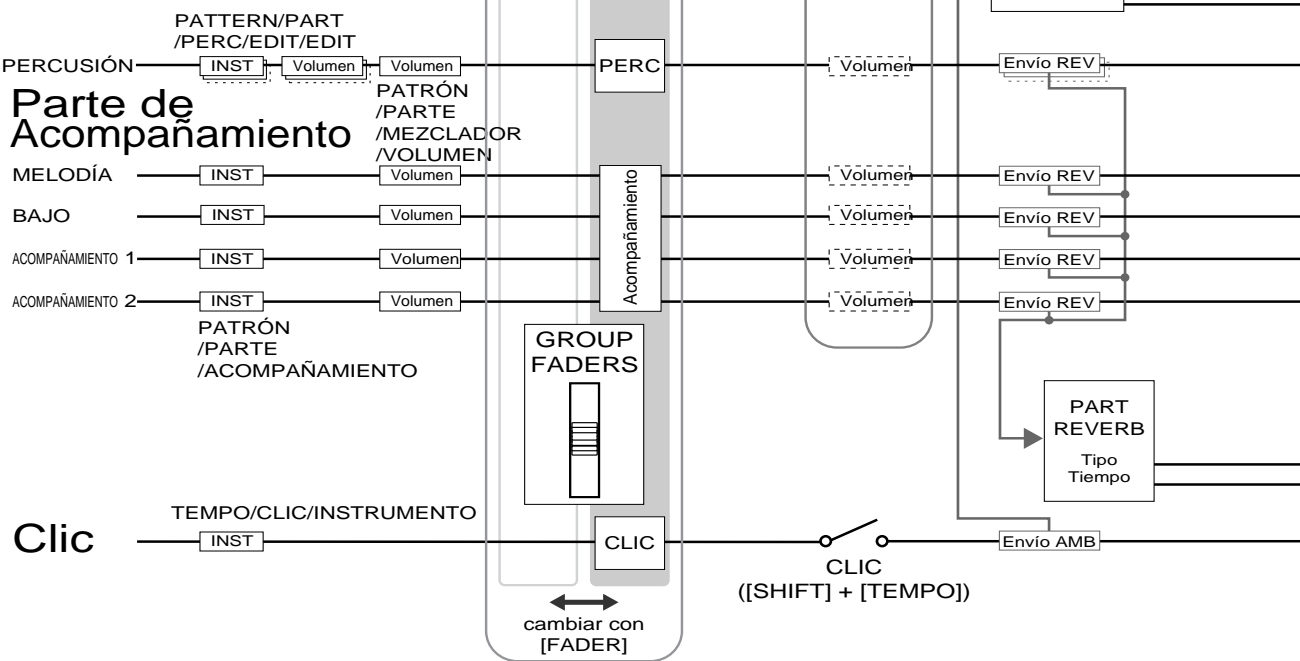 PATTERN/PART
/PERC/EDIT/EDIT
PERCUSIÓN INST Volumen Volumen PERC Volumen Envío REV
Parte de
Acompañamiento
PATRÓN
/PARTE
/MEZCLADOR
/VOLUMEN
MELODÍA INST Volumen Volumen Envío REV
BAJO INST Volumen Volumen Envío REV
Acompañamiento
ACOMPAÑAMIENTO 1 INST Volumen Volumen Envío REV
ACOMPAÑAMIENTO 2 INST Volumen Volumen Envío REV
PATRÓN
/PARTE
/ACOMPAÑAMIENTO
GROUP
FADERS
PART
REVERB
Tipo
Tiempo
TEMPO/CLIC/INSTRUMENTO
Clic INST CLIC Envío AMB
CLIC
([SHIFT] + [TEMPO])
cambiar con
[FADER]